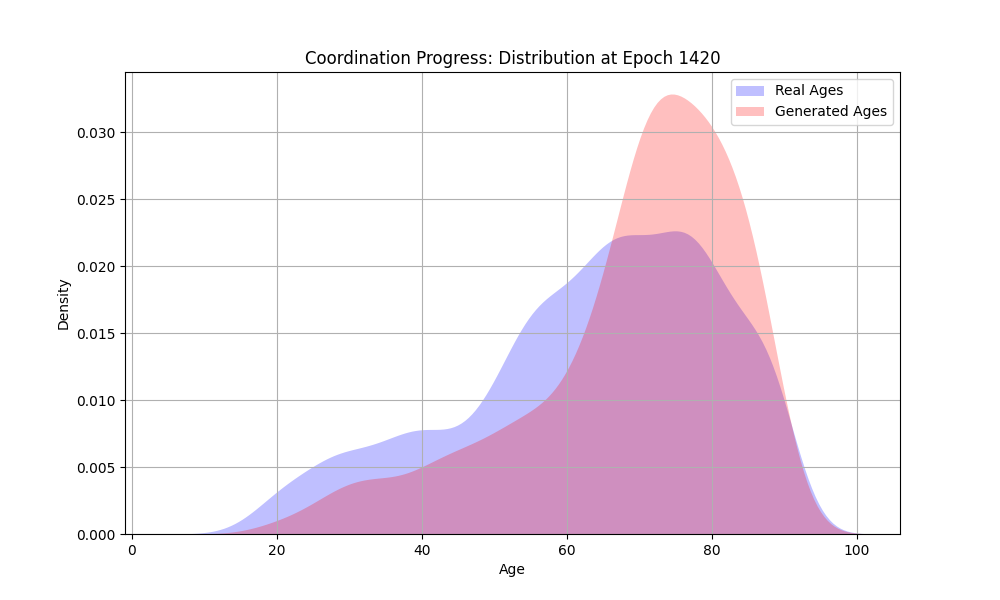 Coordination Progress: Distribution at Epoch 1420
Real Ages
Generated Ages
0.030
0.025
0.020
0.015
0.010
0.005
0.000
Density
0 20 40 60 80 100
Age